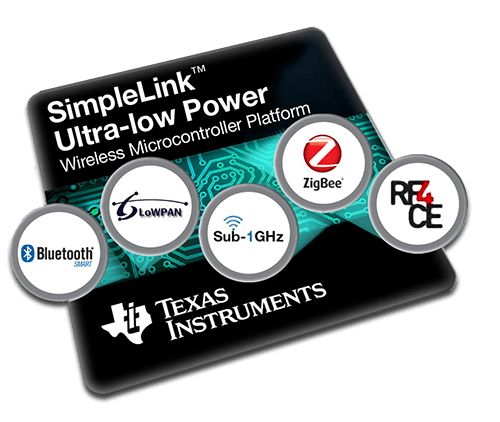 SimpleLink™
Ultra-low Power
Wireless Microcontroller Platform
Bluetooth®
SMART
6LoWPAN
Sub-1GHz
ZigBee®
RF4CE
TEXAS
INSTRUMENTS